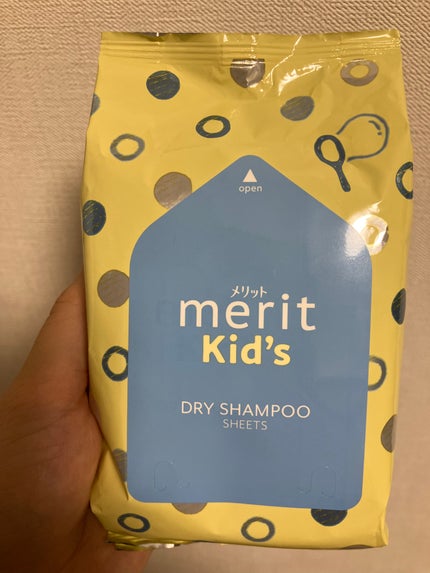 open
メリット
merit
Kid's
DRY SHAMPOO
SHEETS